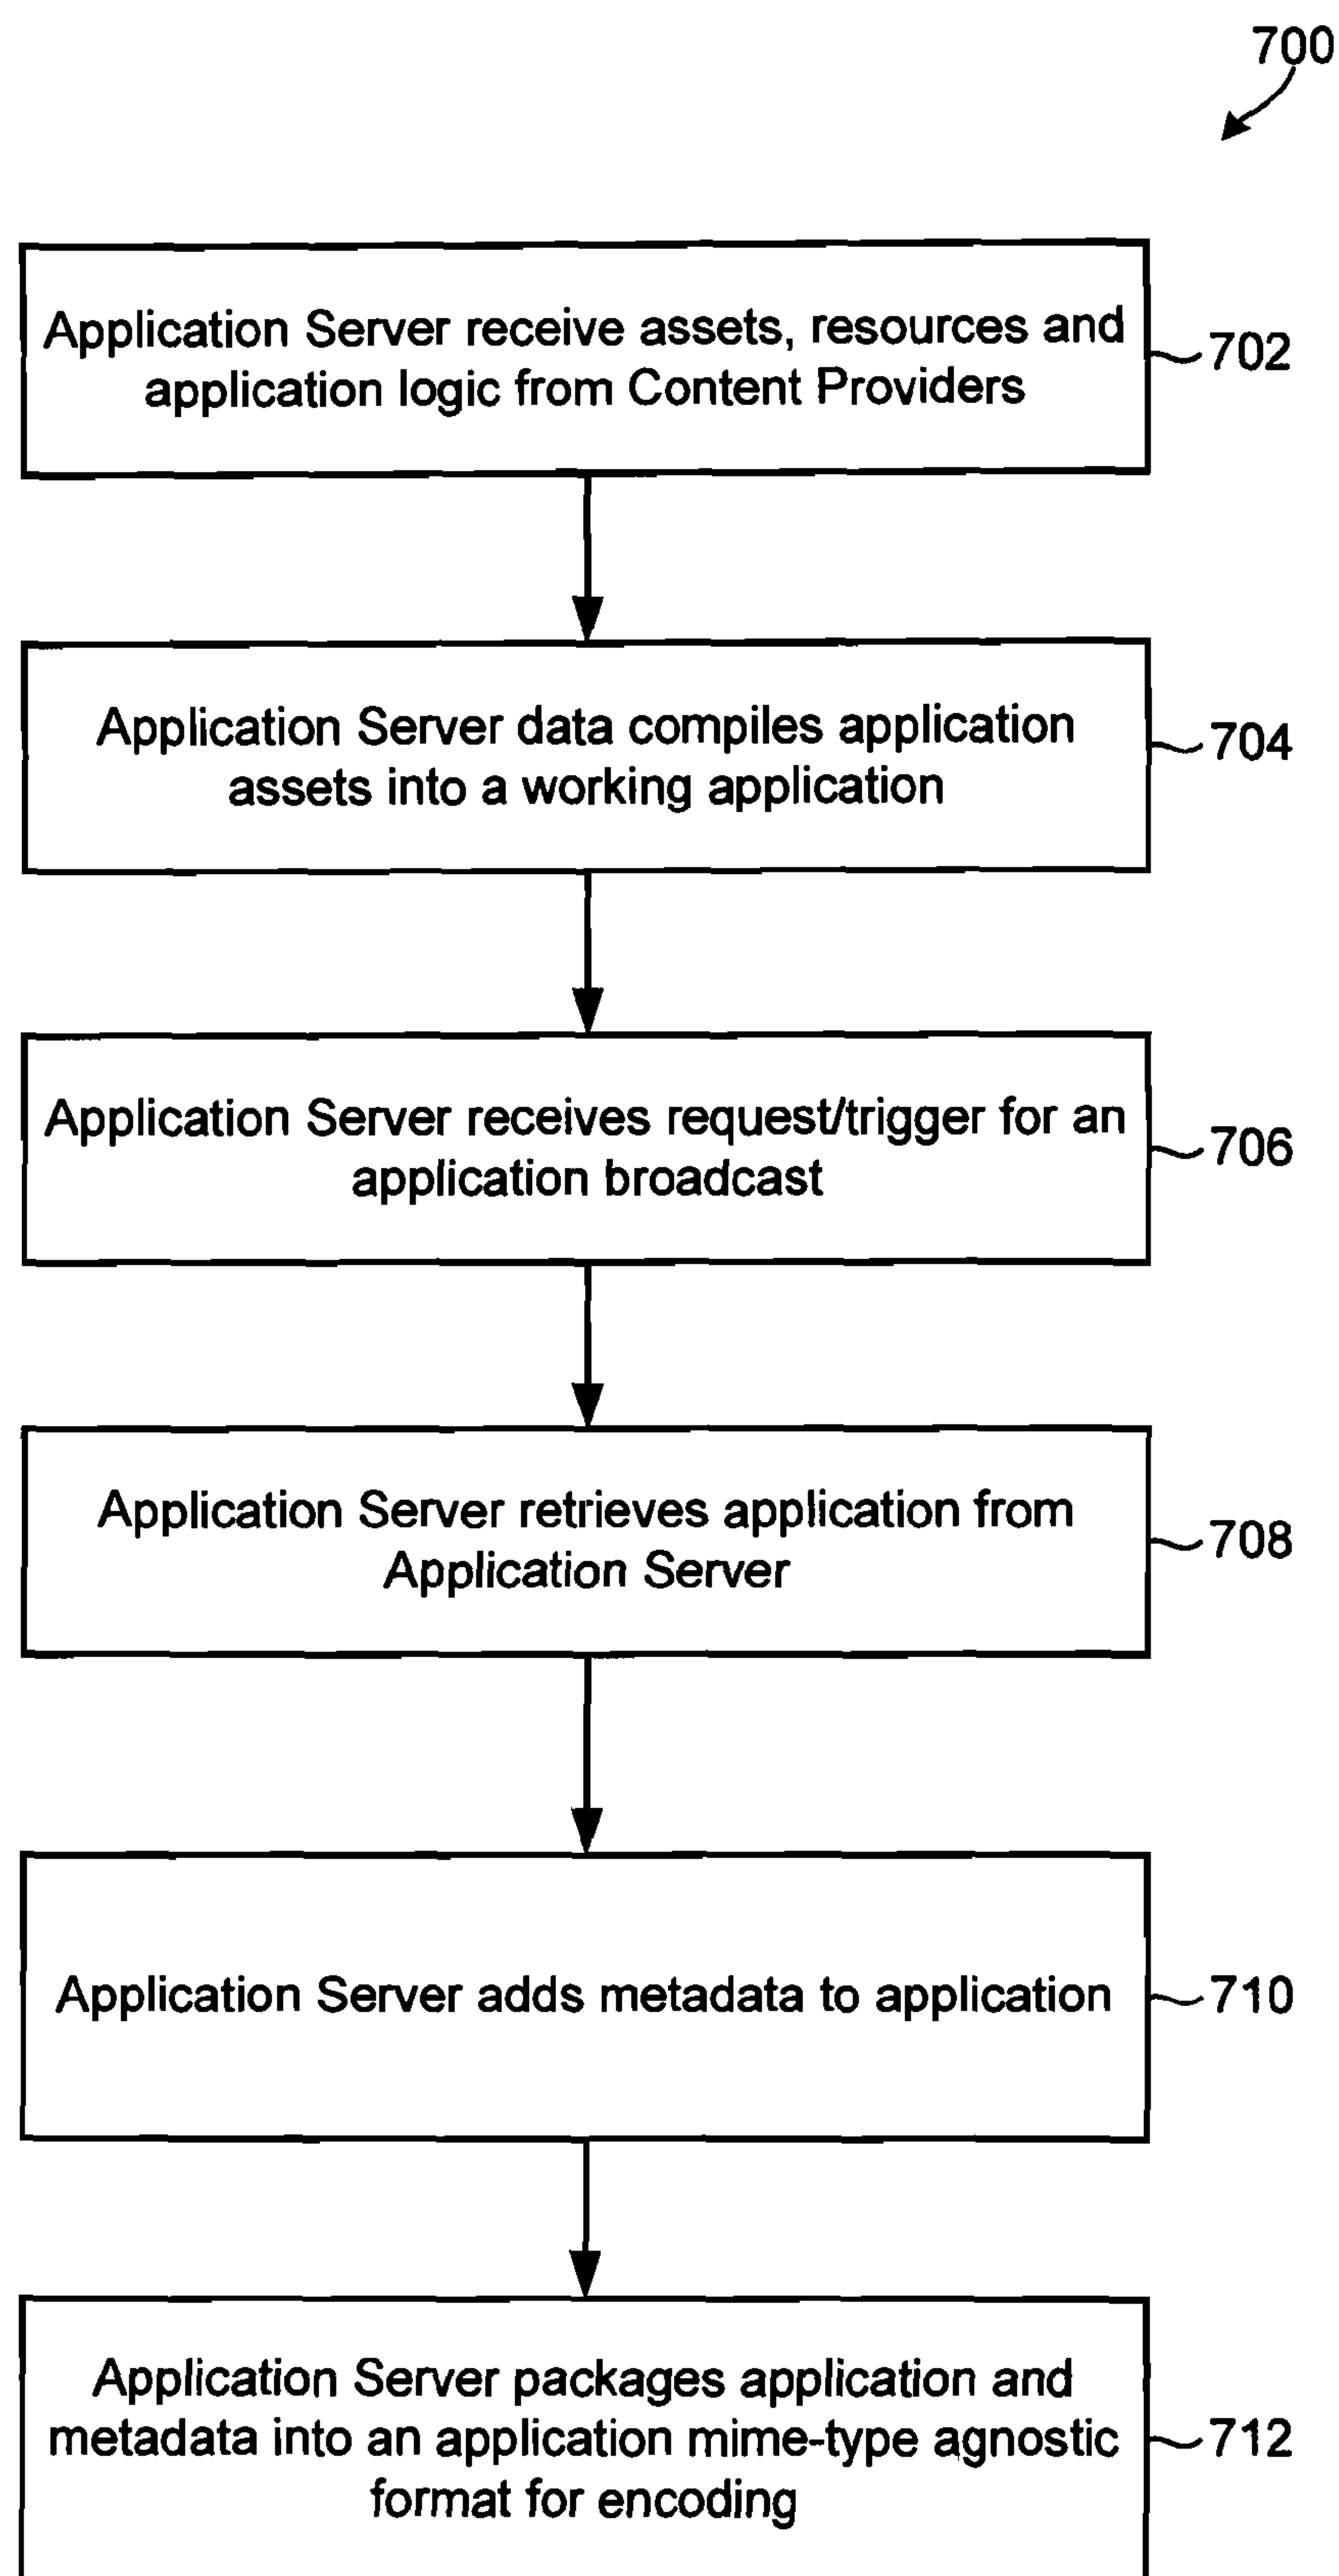 700
Application Server receive assets, resources and
application logic from Content Providers
702
Application Server data compiles application
assets into a working application
704
Application Server receives request/trigger for an
application broadcast
706
Application Server retrieves application from
Application Server
708
Application Server adds metadata to application
710
Application Server packages application and
metadata into an application mime-type agnostic
format for encoding
712